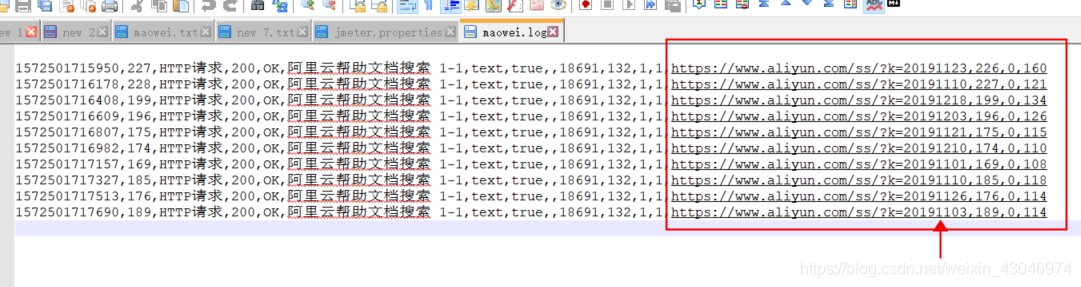 new 1 new 2 maowei.txt new 7.txt jmeter.properties maowei.log
1572501715950,227,HTTP请求,200,OK,阿里云帮助文档搜索 1-1,text,true,,18691,132,1,1,https://www.aliyun.com/ss/?k=20191123,226,0,160
1572501716178,228,HTTP请求,200,OK,阿里云帮助文档搜索 1-1,text,true,,18691,132,1,1,https://www.aliyun.com/ss/?k=20191110,227,0,121
1572501716408,199,HTTP请求,200,OK,阿里云帮助文档搜索 1-1,text,true,,18691,132,1,1,https://www.aliyun.com/ss/?k=20191218,199,0,134
1572501716609,196,HTTP请求,200,OK,阿里云帮助文档搜索 1-1,text,true,,18691,132,1,1,https://www.aliyun.com/ss/?k=20191203,196,0,126
1572501716807,175,HTTP请求,200,OK,阿里云帮助文档搜索 1-1,text,true,,18691,132,1,1,https://www.aliyun.com/ss/?k=20191121,175,0,115
1572501716982,174,HTTP请求,200,OK,阿里云帮助文档搜索 1-1,text,true,,18691,132,1,1,https://www.aliyun.com/ss/?k=20191210,174,0,110
1572501717157,169,HTTP请求,200,OK,阿里云帮助文档搜索 1-1,text,true,,18691,132,1,1,https://www.aliyun.com/ss/?k=20191101,169,0,108
1572501717327,185,HTTP请求,200,OK,阿里云帮助文档搜索 1-1,text,true,,18691,132,1,1,https://www.aliyun.com/ss/?k=20191110,185,0,118
1572501717513,176,HTTP请求,200,OK,阿里云帮助文档搜索 1-1,text,true,,18691,132,1,1,https://www.aliyun.com/ss/?k=20191126,176,0,114
1572501717690,189,HTTP请求,200,OK,阿里云帮助文档搜索 1-1,text,true,,18691,132,1,1,https://www.aliyun.com/ss/?k=20191103,189,0,114
https://blog.csdn.net/weixin_43046974